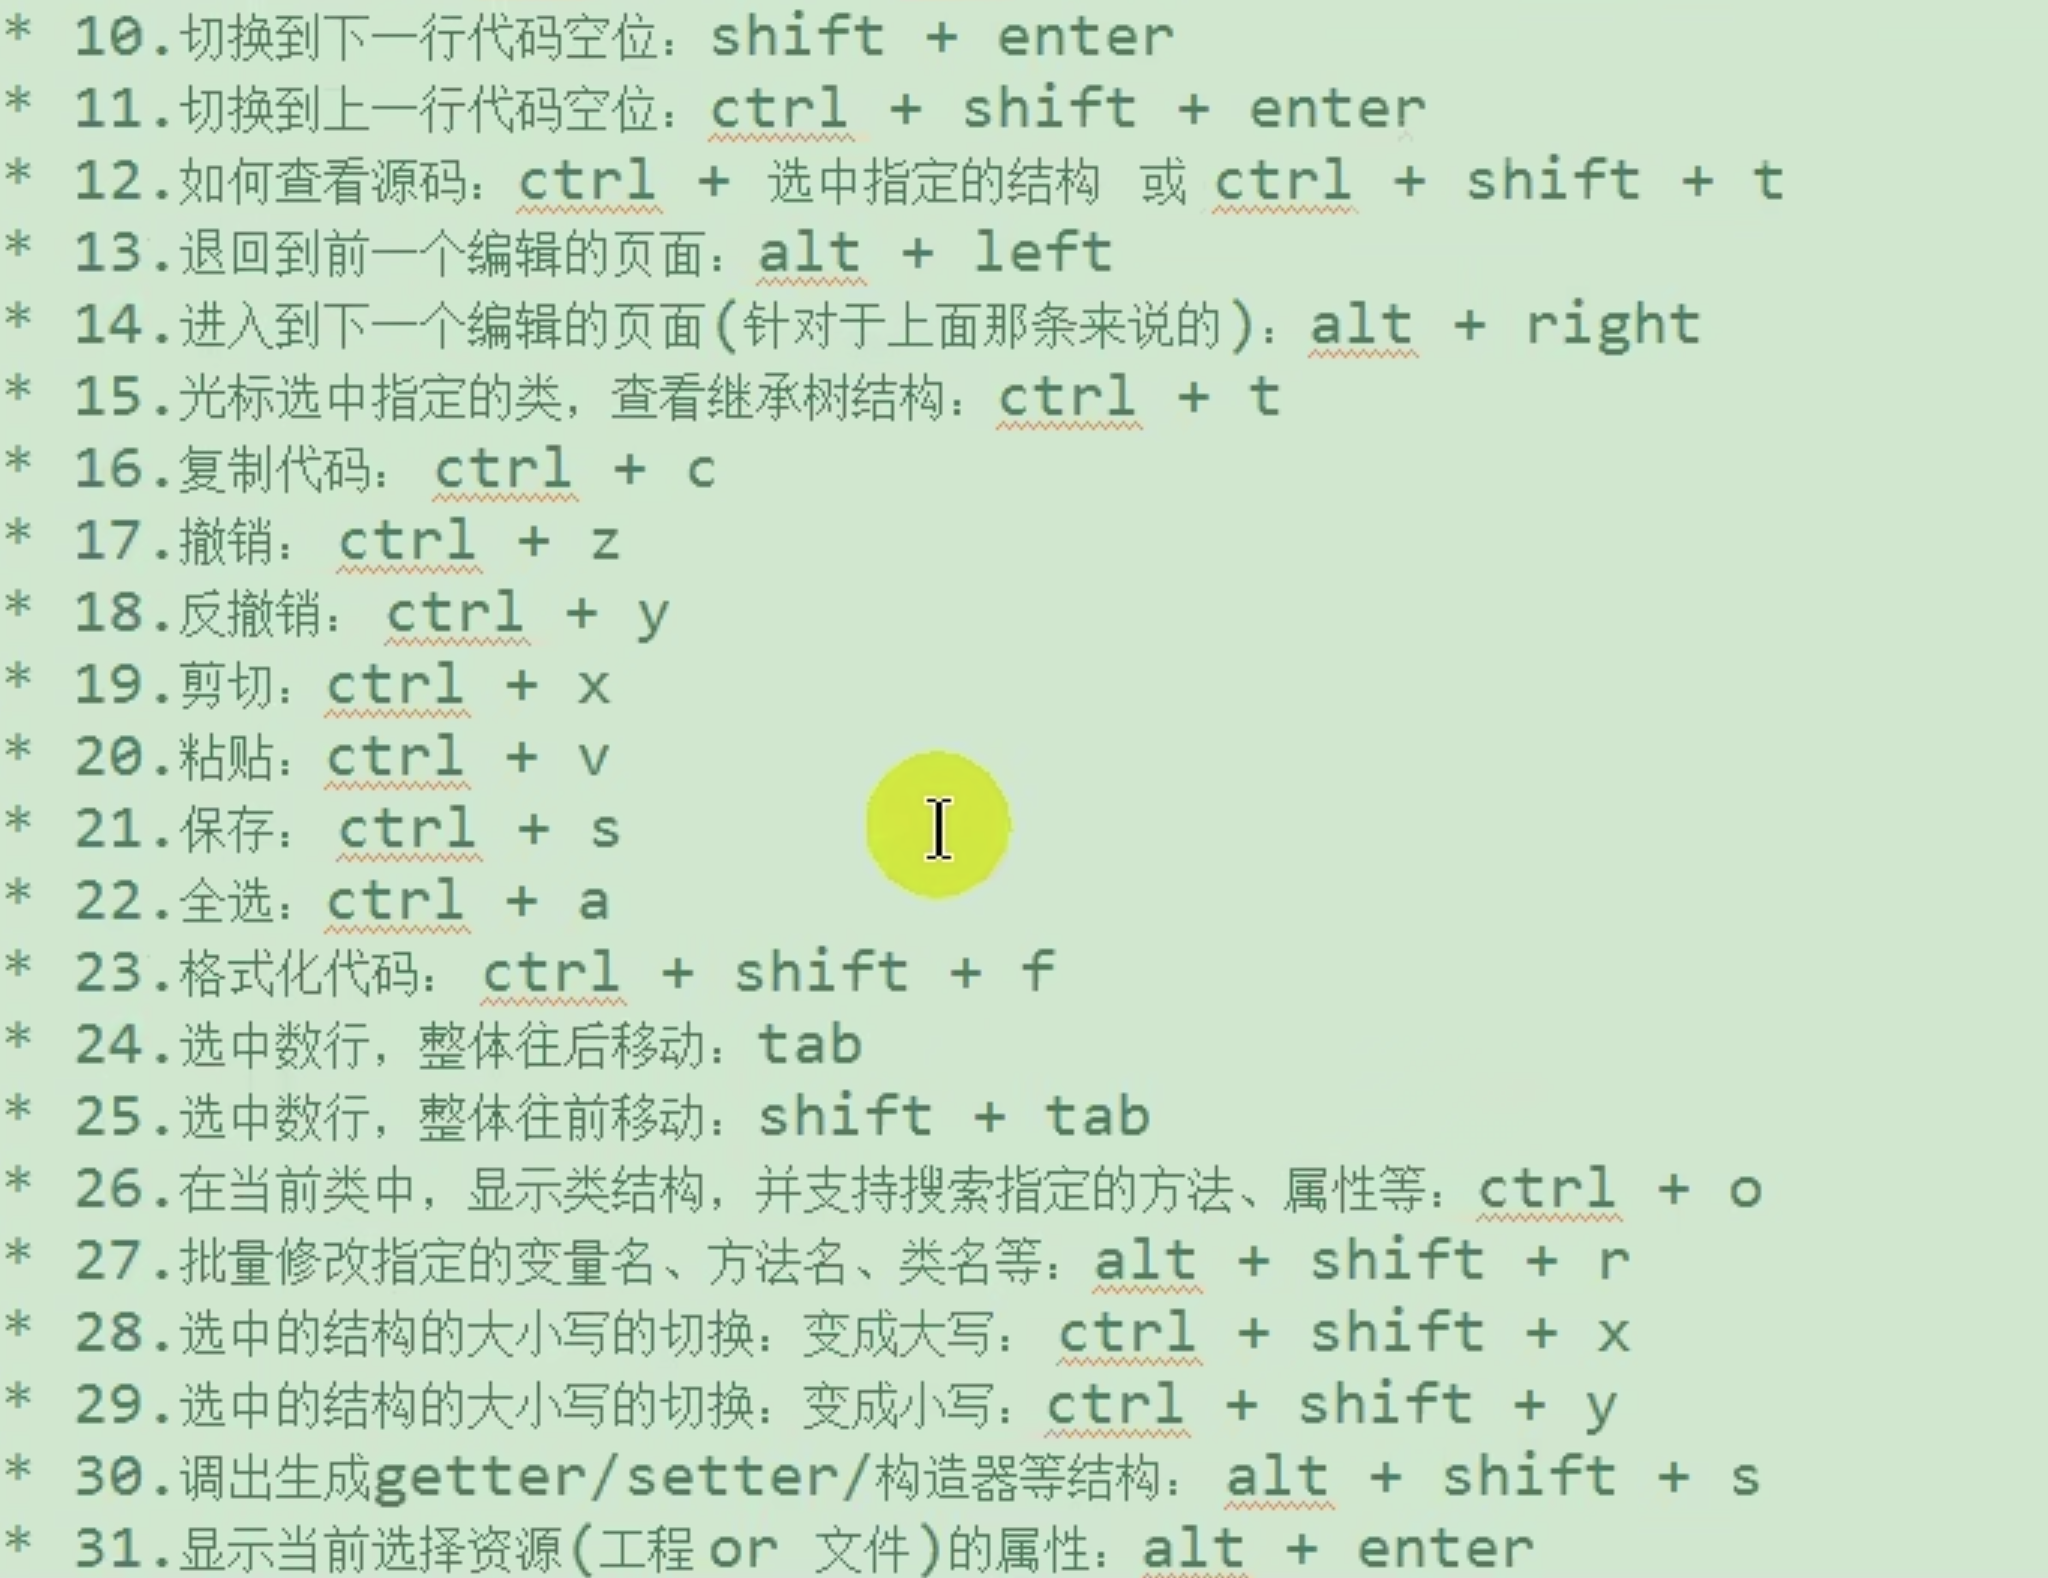 * 10.切换到下一行代码空位：shift + enter
* 11.切换到上一行代码空位：ctrl + shift + enter
* 12.如何查看源码：ctrl + 选中指定的结构 或 ctrl + shift + t
* 13.退回到前一个编辑的页面：alt + left
* 14.进入到下一个编辑的页面(针对于上面那条来说的)：alt + right
* 15.光标选中指定的类，查看继承树结构：ctrl + t
* 16.复制代码： ctrl + c
* 17.撤销： ctrl + z
* 18.反撤销： ctrl + y
* 19.剪切：ctrl + x
* 20.粘贴：ctrl + v
* 21.保存： ctrl + s
* 22.全选：ctrl + a
* 23.格式化代码： ctrl + shift + f
* 24.选中数行，整体往后移动：tab
* 25.选中数行，整体往前移动：shift + tab
* 26.在当前类中，显示类结构，并支持搜索指定的方法、属性等：ctrl + o
* 27.批量修改指定的变量名、方法名、类名等：alt + shift + r
* 28.选中的结构的大小写的切换：变成大写： ctrl + shift + x
* 29.选中的结构的大小写的切换：变成小写：ctrl + shift + y
* 30.调出生成getter/setter/构造器等结构： alt + shift + s
* 31.显示当前选择资源(工程 or 文件)的属性：alt + enter